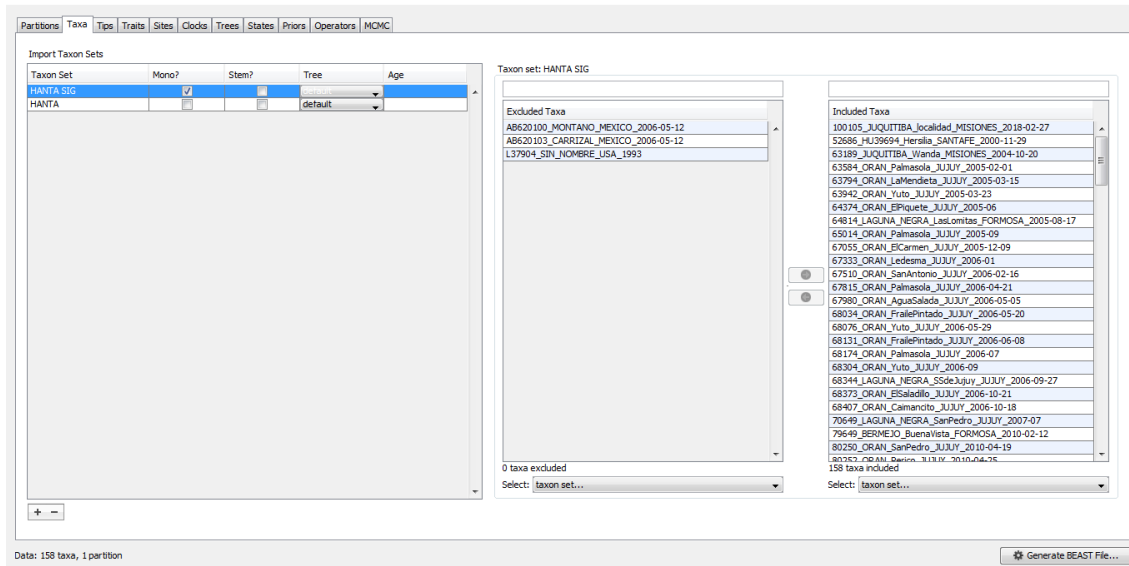 Partitions Taxa Tips Traits Sites Clocks Trees States Priors Operators MCMC
Import Taxon Sets
Taxon Set Mono? Stem? Tree Age
HANTA SIG default
HANTA default
+ -
Taxon set: HANTA SIG
Excluded Taxa
AB620100_MONTANO_MEXICO_2006-05-12
AB620103_CARRIZAL_MEXICO_2006-05-12
L37904_SIN_NOMBRE_USA_1993
0 taxa excluded
Select: taxon set...
Included Taxa
100105_JUQUITIBA_localidad_MISIONES_2018-02-27
52686_HU39694_Hersilia_SANTAFE_2000-11-29
63189_JUQUITIBA_Wanda_MISIONES_2004-10-20
63584_ORAN_Palmasola_JUJUY_2005-02-01
63794_ORAN_LaMendieta_JUJUY_2005-03-15
63942_ORAN_Yuto_JUJUY_2005-03-23
64374_ORAN_ElPiquete_JUJUY_2005-06
64814_LAGUNA_NEGRA_LasLomitas_FORMOSA_2005-08-17
65014_ORAN_Palmasola_JUJUY_2005-09
67055_ORAN_ElCarmen_JUJUY_2005-12-09
67333_ORAN_Ledesma_JUJUY_2006-01
67510_ORAN_SanAntonio_JUJUY_2006-02-16
67815_ORAN_Palmasola_JUJUY_2006-04-21
67980_ORAN_AguaSalada_JUJUY_2006-05-05
68034_ORAN_FrailePintado_JUJUY_2006-05-20
68076_ORAN_Yuto_JUJUY_2006-05-29
68131_ORAN_FrailePintado_JUJUY_2006-06-08
68174_ORAN_Palmasola_JUJUY_2006-07
68304_ORAN_Yuto_JUJUY_2006-09
68344_LAGUNA_NEGRA_SSdeJujuy_JUJUY_2006-09-27
68373_ORAN_ElSaladillo_JUJUY_2006-10-21
68407_ORAN_Caimancito_JUJUY_2006-10-18
70649_LAGUNA_NEGRA_SanPedro_JUJUY_2007-07
79649_BERMEJO_BuenaVista_FORMOSA_2010-02-12
80250_ORAN_SanPedro_JUJUY_2010-04-19
80252_ORAN_Perico_JUJUY_2010-04-25
158 taxa included
Select: taxon set...
Data: 158 taxa, 1 partition
Generate BEAST File...